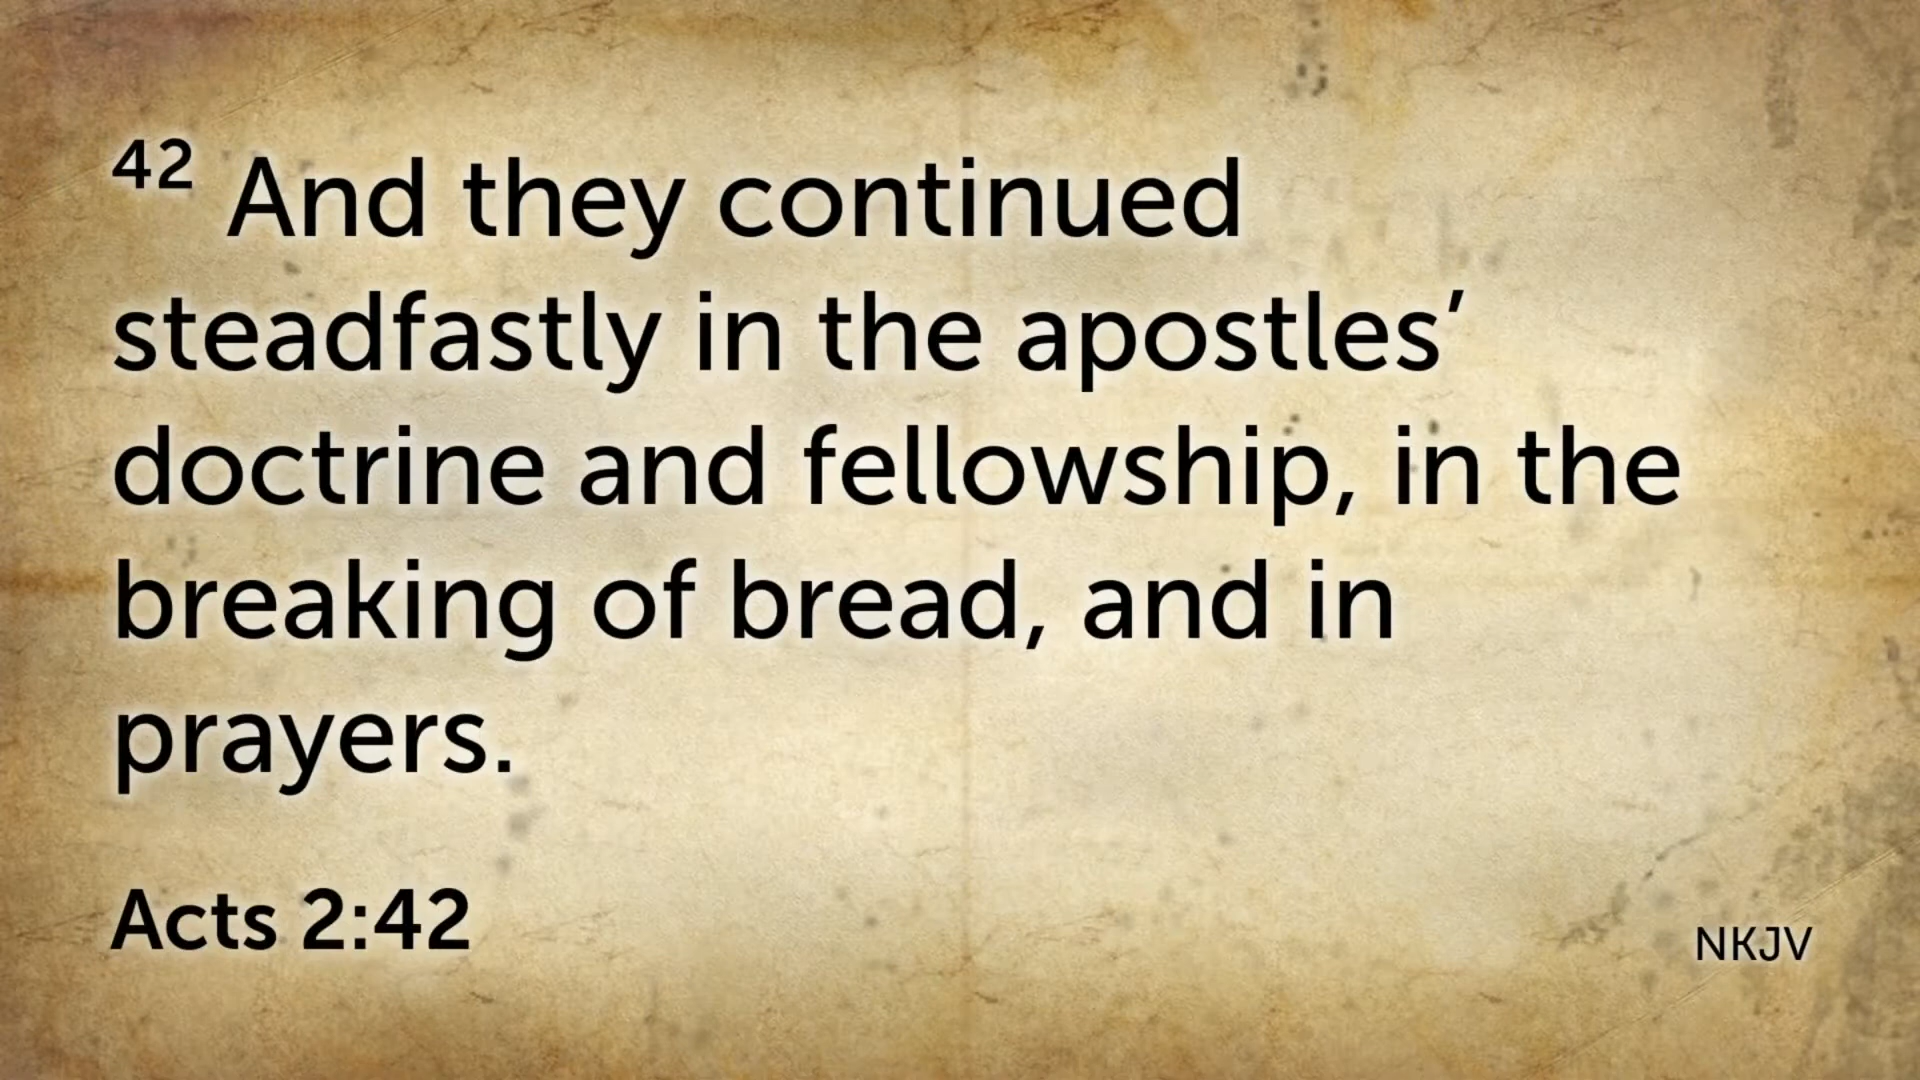 42 And they continued
steadfastly in the apostles’
doctrine and fellowship, in the
breaking of bread, and in
prayers.
Acts 2:42
NKJV